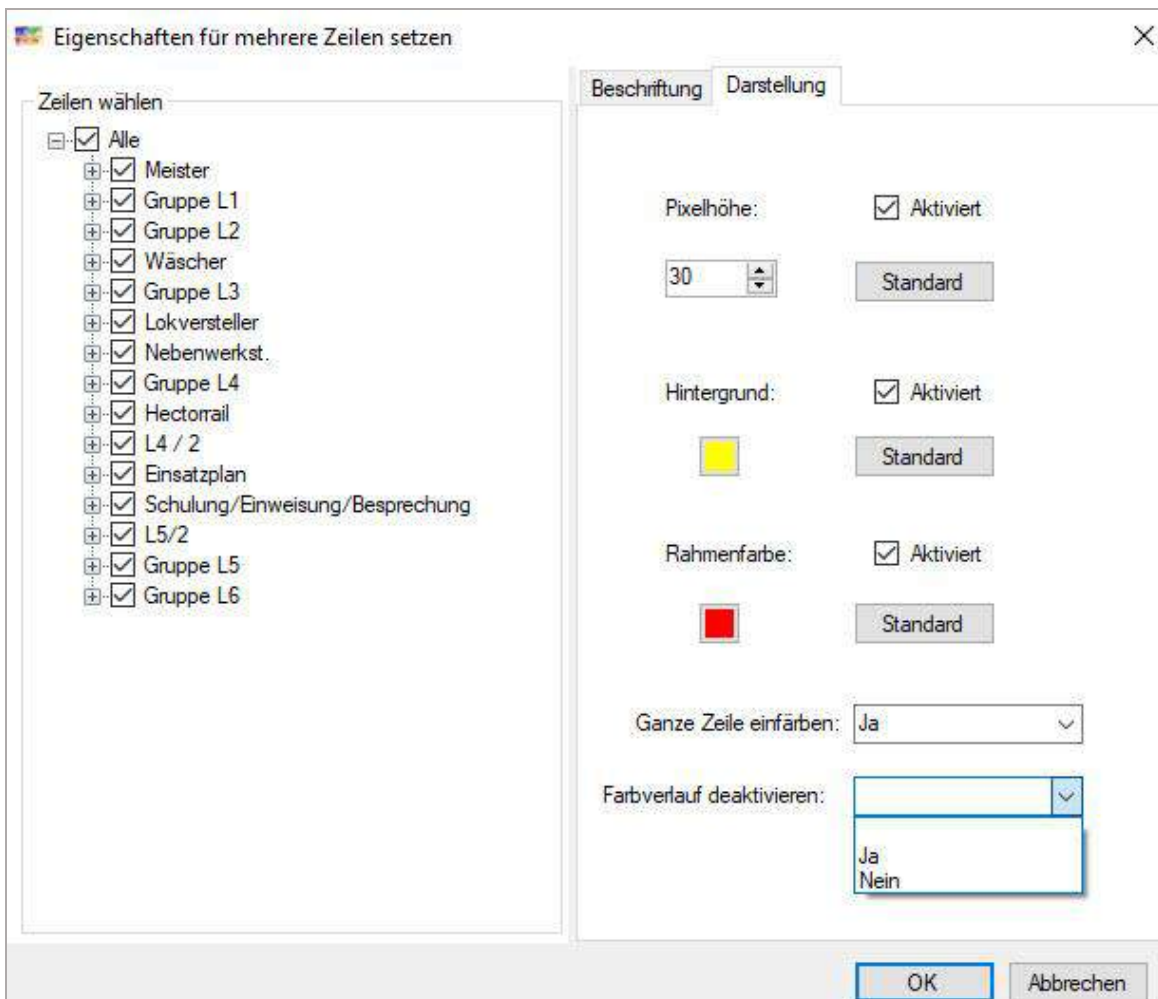 Eigenschaften für mehrere Zeilen setzen
Zeilen wählen
Alle
Meister
Gruppe L1
Gruppe L2
Wäscher
Gruppe L3
Lokversteller
Nebenwerkst.
Gruppe L4
Hectorrail
L4 / 2
Einsatzplan
Schulung/Einweisung/Besprechung
L5/2
Gruppe L5
Gruppe L6
Beschriftung Darstellung
Pixelhöhe: Aktiviert
30 Standard
Hintergrund: Aktiviert
Standard
Rahmenfarbe: Aktiviert
Standard
Ganze Zeile einfärben: Ja
Farbverlauf deaktivieren:
Ja
Nein
OK Abbrechen